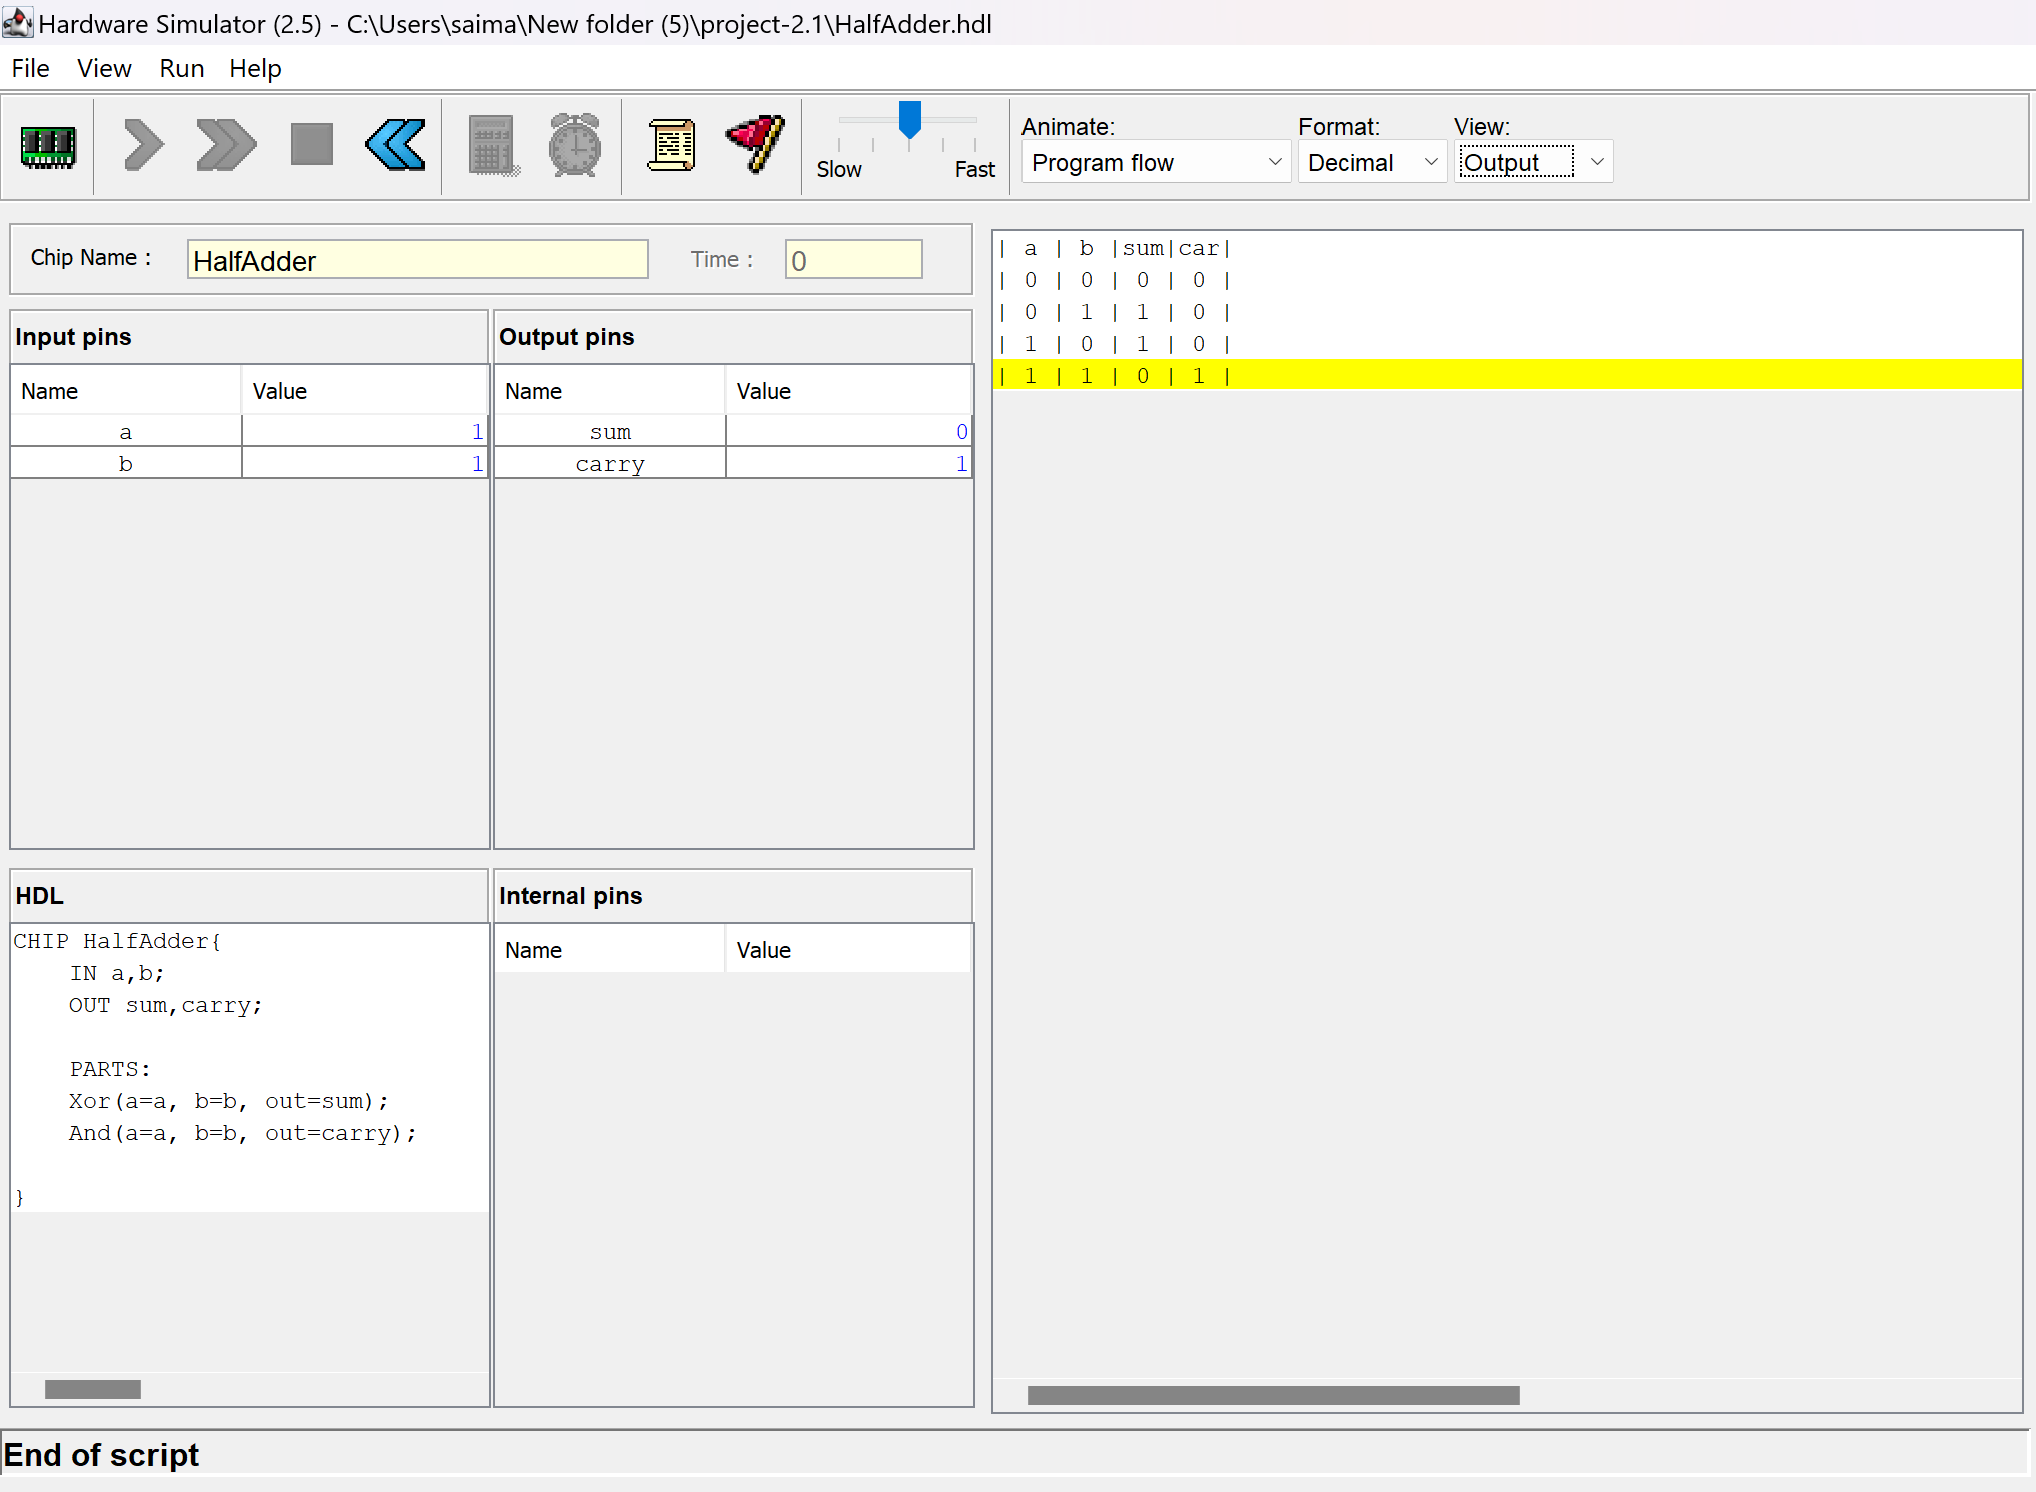 Hardware Simulator (2.5) - C:\Users\saima\New folder (5)\project-2.1\HalfAdder.hdl
File View Run Help
Slow Fast
Animate: Format: View:
Program flow Decimal Output
Chip Name : HalfAdder Time : 0
Input pins
Name Value
a 1
b 1
Output pins
Name Value
sum 0
carry 1
HDL
CHIP HalfAdder{
IN a,b;
OUT sum,carry;
PARTS:
Xor(a=a, b=b, out=sum);
And(a=a, b=b, out=carry);
}
Internal pins
Name Value
| a | b |sum|car|
| 0 | 0 | 0 | 0 |
| 0 | 1 | 1 | 0 |
| 1 | 0 | 1 | 0 |
| 1 | 1 | 0 | 1 |
End of script